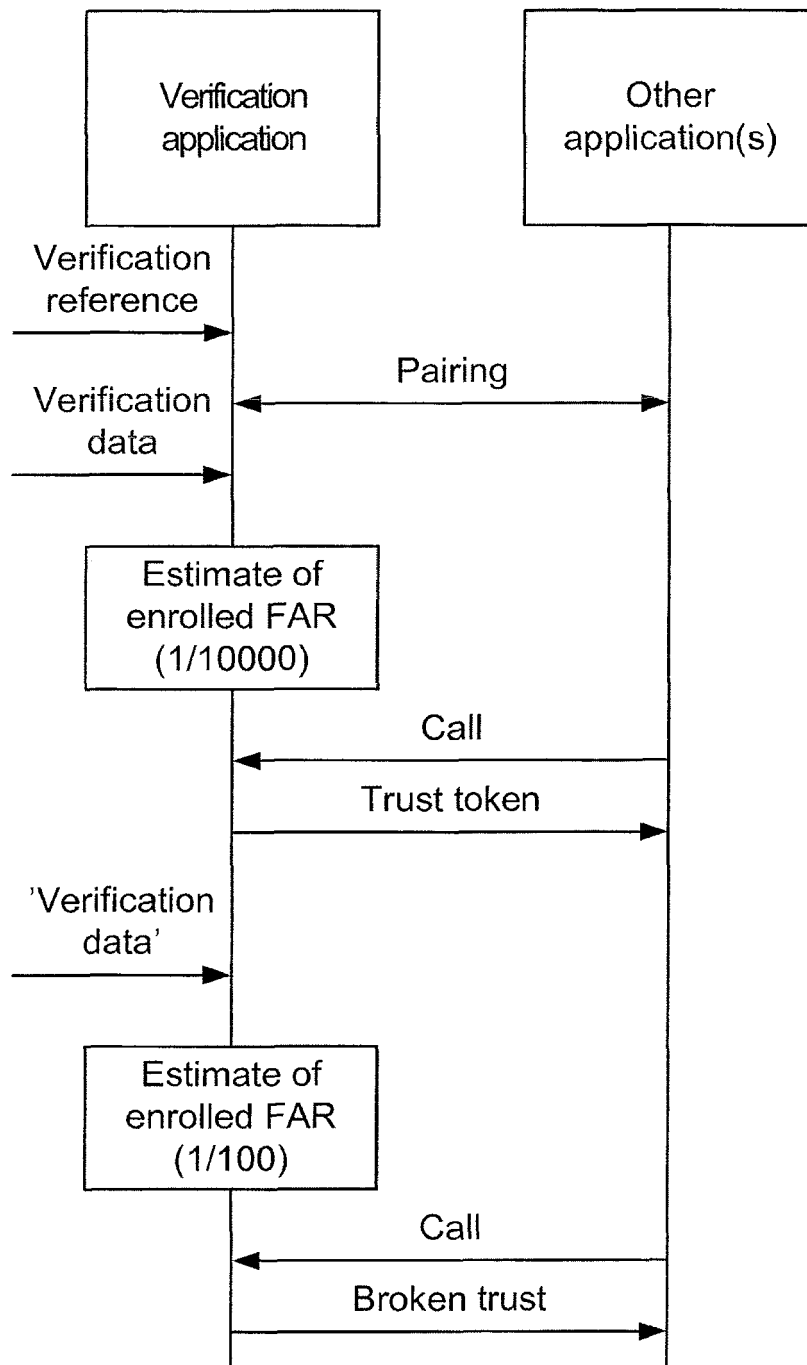 Verification
application
Other
application(s)
Verification
reference
Pairing
Verification
data
Estimate of
enrolled FAR
(1/10000)
Call
Trust token
’Verification
data’
Estimate of
enrolled FAR
(1/100)
Call
Broken trust